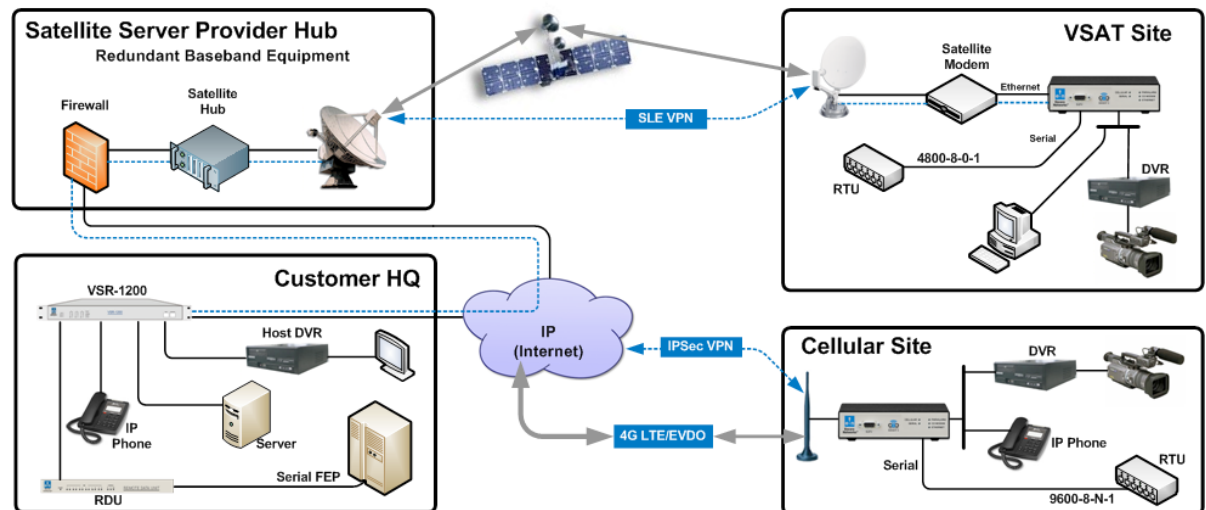 Satellite Server Provider Hub
Redundant Baseband Equipment
Firewall
Satellite
Hub
SLE VPN
VSAT Site
Satellite
Modem
Ethernet
Serial
4800-8-0-1
RTU
DVR
Customer HQ
VSR-1200
Host DVR
IP
Phone
Server
Serial FEP
RDU
IP
(Internet)
IPSec VPN
4G LTE/EVDO
Cellular Site
DVR
IP Phone
Serial
RTU
9600-8-N-1